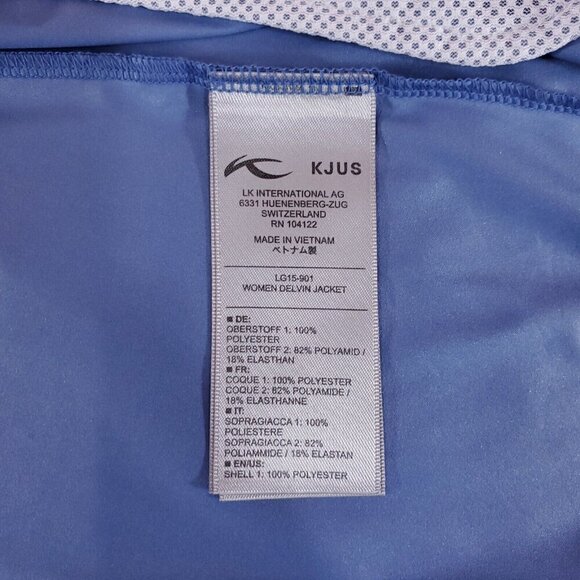 KJUS
LK INTERNATIONAL AG
6331 HUENENBERG-ZUG
SWITZERLAND
RN 104122
MADE IN VIETNAM
ベトナム製
LG15-901
WOMEN DELVIN JACKET
DE:
OBERSTOFF 1: 100%
POLYESTER
OBERSTOFF 2: 82% POLYAMID /
18% ELASTHAN
FR:
COQUE 1: 100% POLYESTER
COQUE 2: 82% POLYAMIDE /
18% ELASTHANNE
IT:
SOPRAGIACCA 1: 100%
POLIESTERE
SOPRAGIACCA 2: 82%
POLIAMMIDE / 18% ELASTAN
EN/US:
SHELL 1: 100% POLYESTER